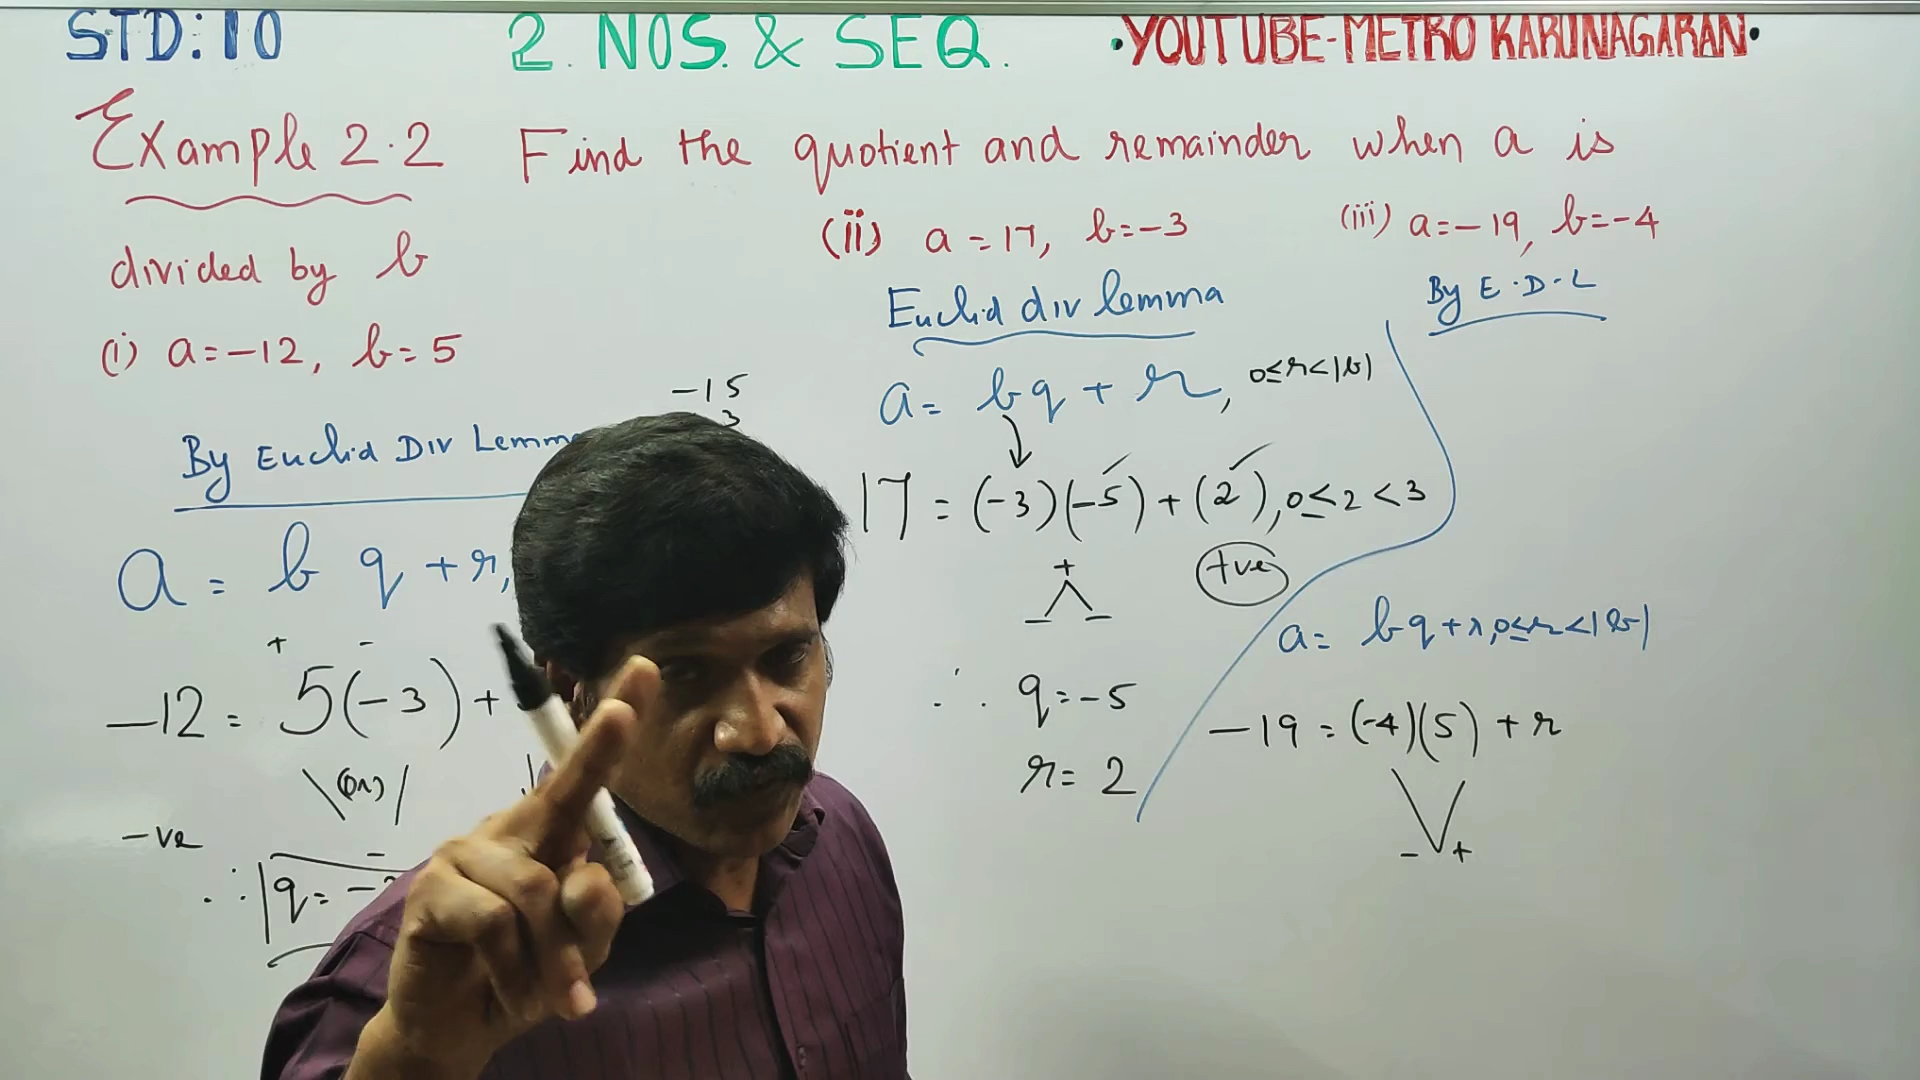 STD: 10 2. NOS. & SEQ. •YOUTUBE-METRO KARUNAGARAN•
Example 2.2 Find the quotient and remainder when a is
divided by b
(i) a = -12, b = 5
(ii) a = 17, b = -3
(iii) a = -19, b = -4
By Euclid Div Lemma
-15
3
a = b q + r,
+ -
-12 = 5(-3) +
(or)
-ve
-
∴ q = -3
Euclid div lemma
a = bq + r, 0≤r<|b|
17 = (-3)(-5) + (2), 0≤2<3
+
- -
+ve
∴ q = -5
r = 2
By E.D.L
a = bq + r, 0≤r<|b|
-19 = (-4)(5) + r
- +